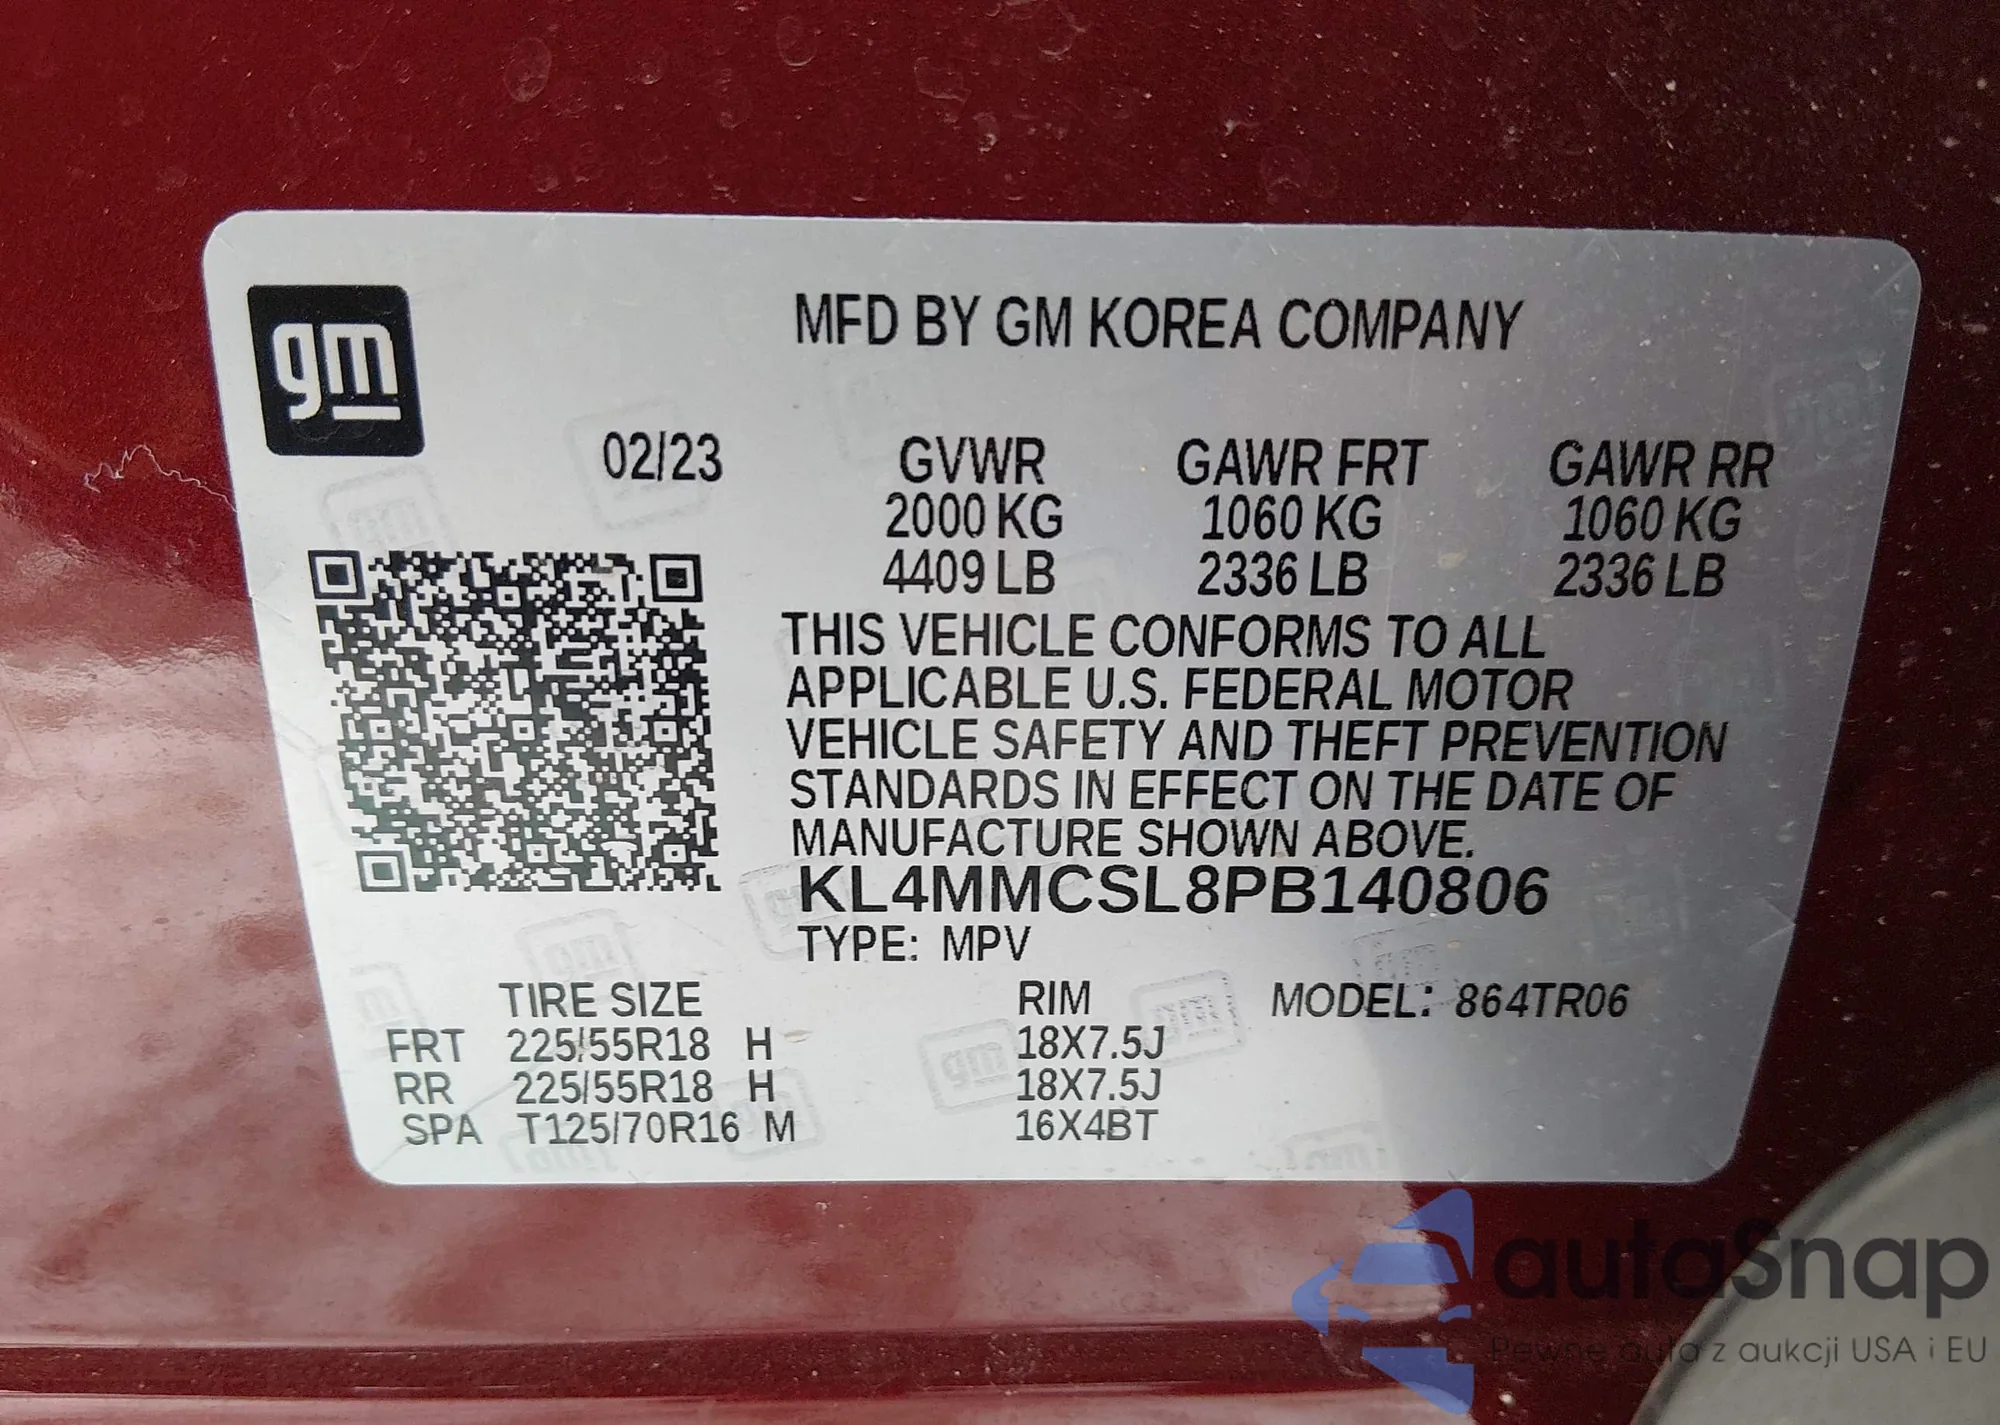 gm
MFD BY GM KOREA COMPANY
02/23 GVWR GAWR FRT GAWR RR
2000 KG 1060 KG 1060 KG
4409 LB 2336 LB 2336 LB
THIS VEHICLE CONFORMS TO ALL
APPLICABLE U.S. FEDERAL MOTOR
VEHICLE SAFETY AND THEFT PREVENTION
STANDARDS IN EFFECT ON THE DATE OF
MANUFACTURE SHOWN ABOVE.
KL4MMCSL8PB140806
TYPE: MPV
TIRE SIZE RIM MODEL: 864TR06
FRT 225/55R18 H 18X7.5J
RR 225/55R18 H 18X7.5J
SPA T125/70R16 M 16X4BT
autaSnap
Pewne auta z aukcji USA i EU